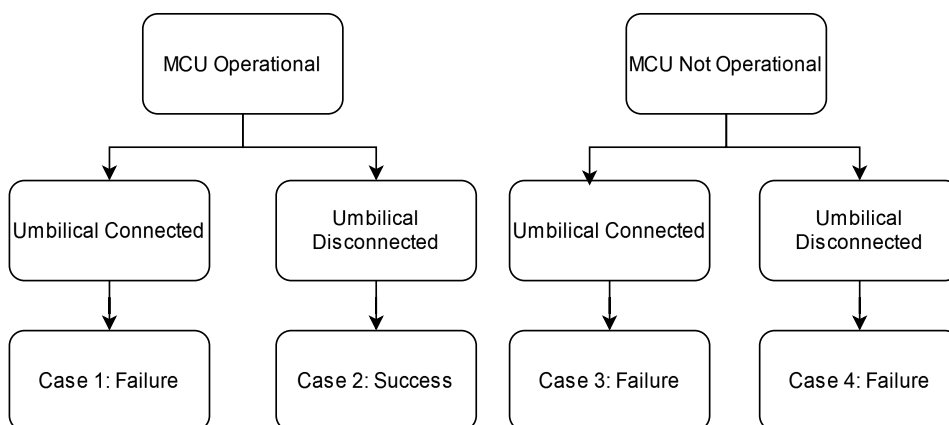 MCU Operational
MCU Not Operational
Umbilical Connected
Umbilical
Disconnected
Umbilical Connected
Umbilical
Disconnected
Case 1: Failure
Case 2: Success
Case 3: Failure
Case 4: Failure